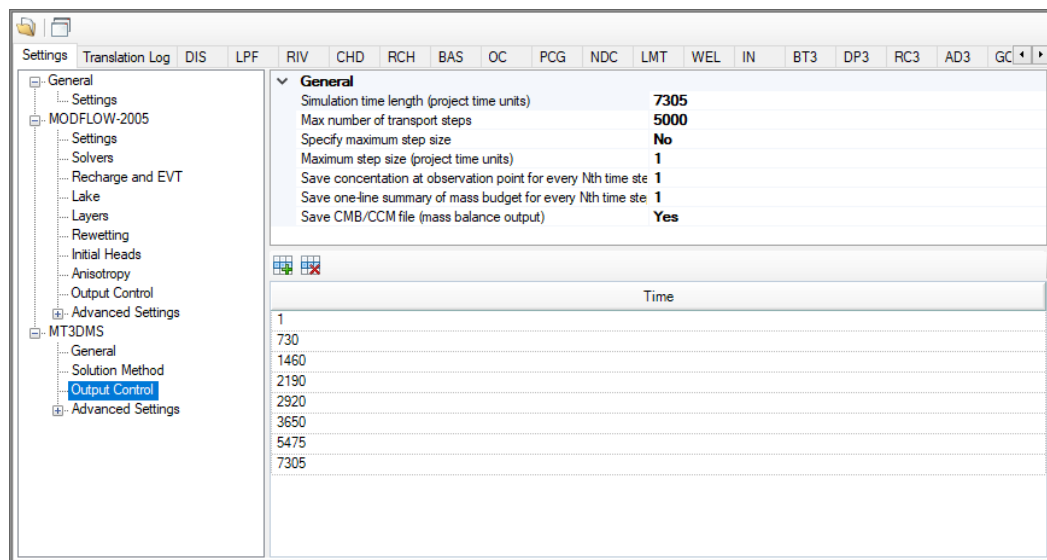 Settings Translation Log DIS LPF RIV CHD RCH BAS OC PCG NDC LMT WEL IN BT3 DP3 RC3 AD3 GC
General
Settings
MODFLOW-2005
Settings
Solvers
Recharge and EVT
Lake
Layers
Rewetting
Initial Heads
Anisotropy
Output Control
Advanced Settings
MT3DMS
General
Solution Method
Output Control
Advanced Settings
General
Simulation time length (project time units) 7305
Max number of transport steps 5000
Specify maximum step size No
Maximum step size (project time units) 1
Save concentation at observation point for every Nth time ste 1
Save one-line summary of mass budget for every Nth time ste 1
Save CMB/CCM file (mass balance output) Yes
Time
1
730
1460
2190
2920
3650
5475
7305